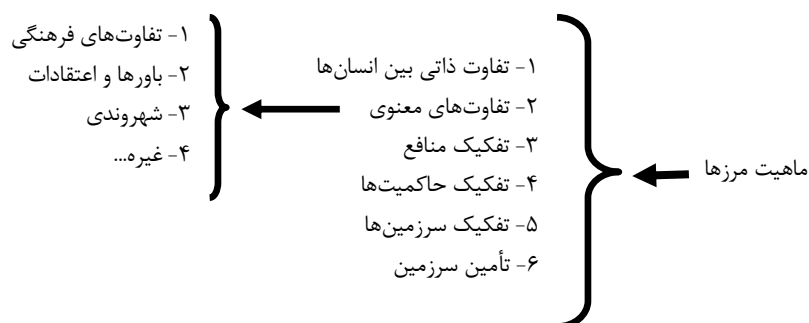 ماهیت مرزها
۱- تفاوت ذاتی بین انسان‌ها
۲- تفاوت‌های معنوی
۳- تفکیک منافع
۴- تفکیک حاکمیت‌ها
۵- تفکیک سرزمین‌ها
۶- تأمین سرزمین
۱- تفاوت‌های فرهنگی
۲- باورها و اعتقادات
۳- شهروندی
۴- غیره...